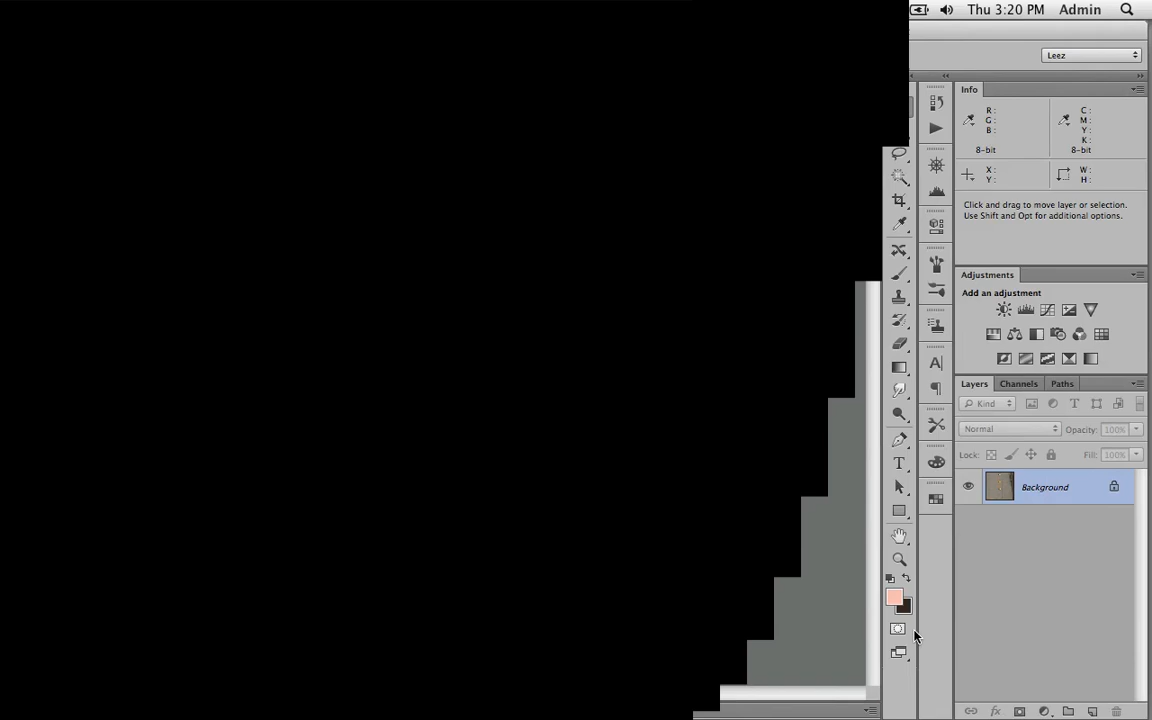 Thu 3:20 PM Admin
Leez
Info
R :
G :
B :
8-bit
C :
M :
Y :
K :
8-bit
X :
Y :
W :
H :
Click and drag to move layer or selection.
Use Shift and Opt for additional options.
Adjustments
Add an adjustment
Layers Channels Paths
Kind
Normal Opacity: 100%
Lock: Fill: 100%
Background
fx